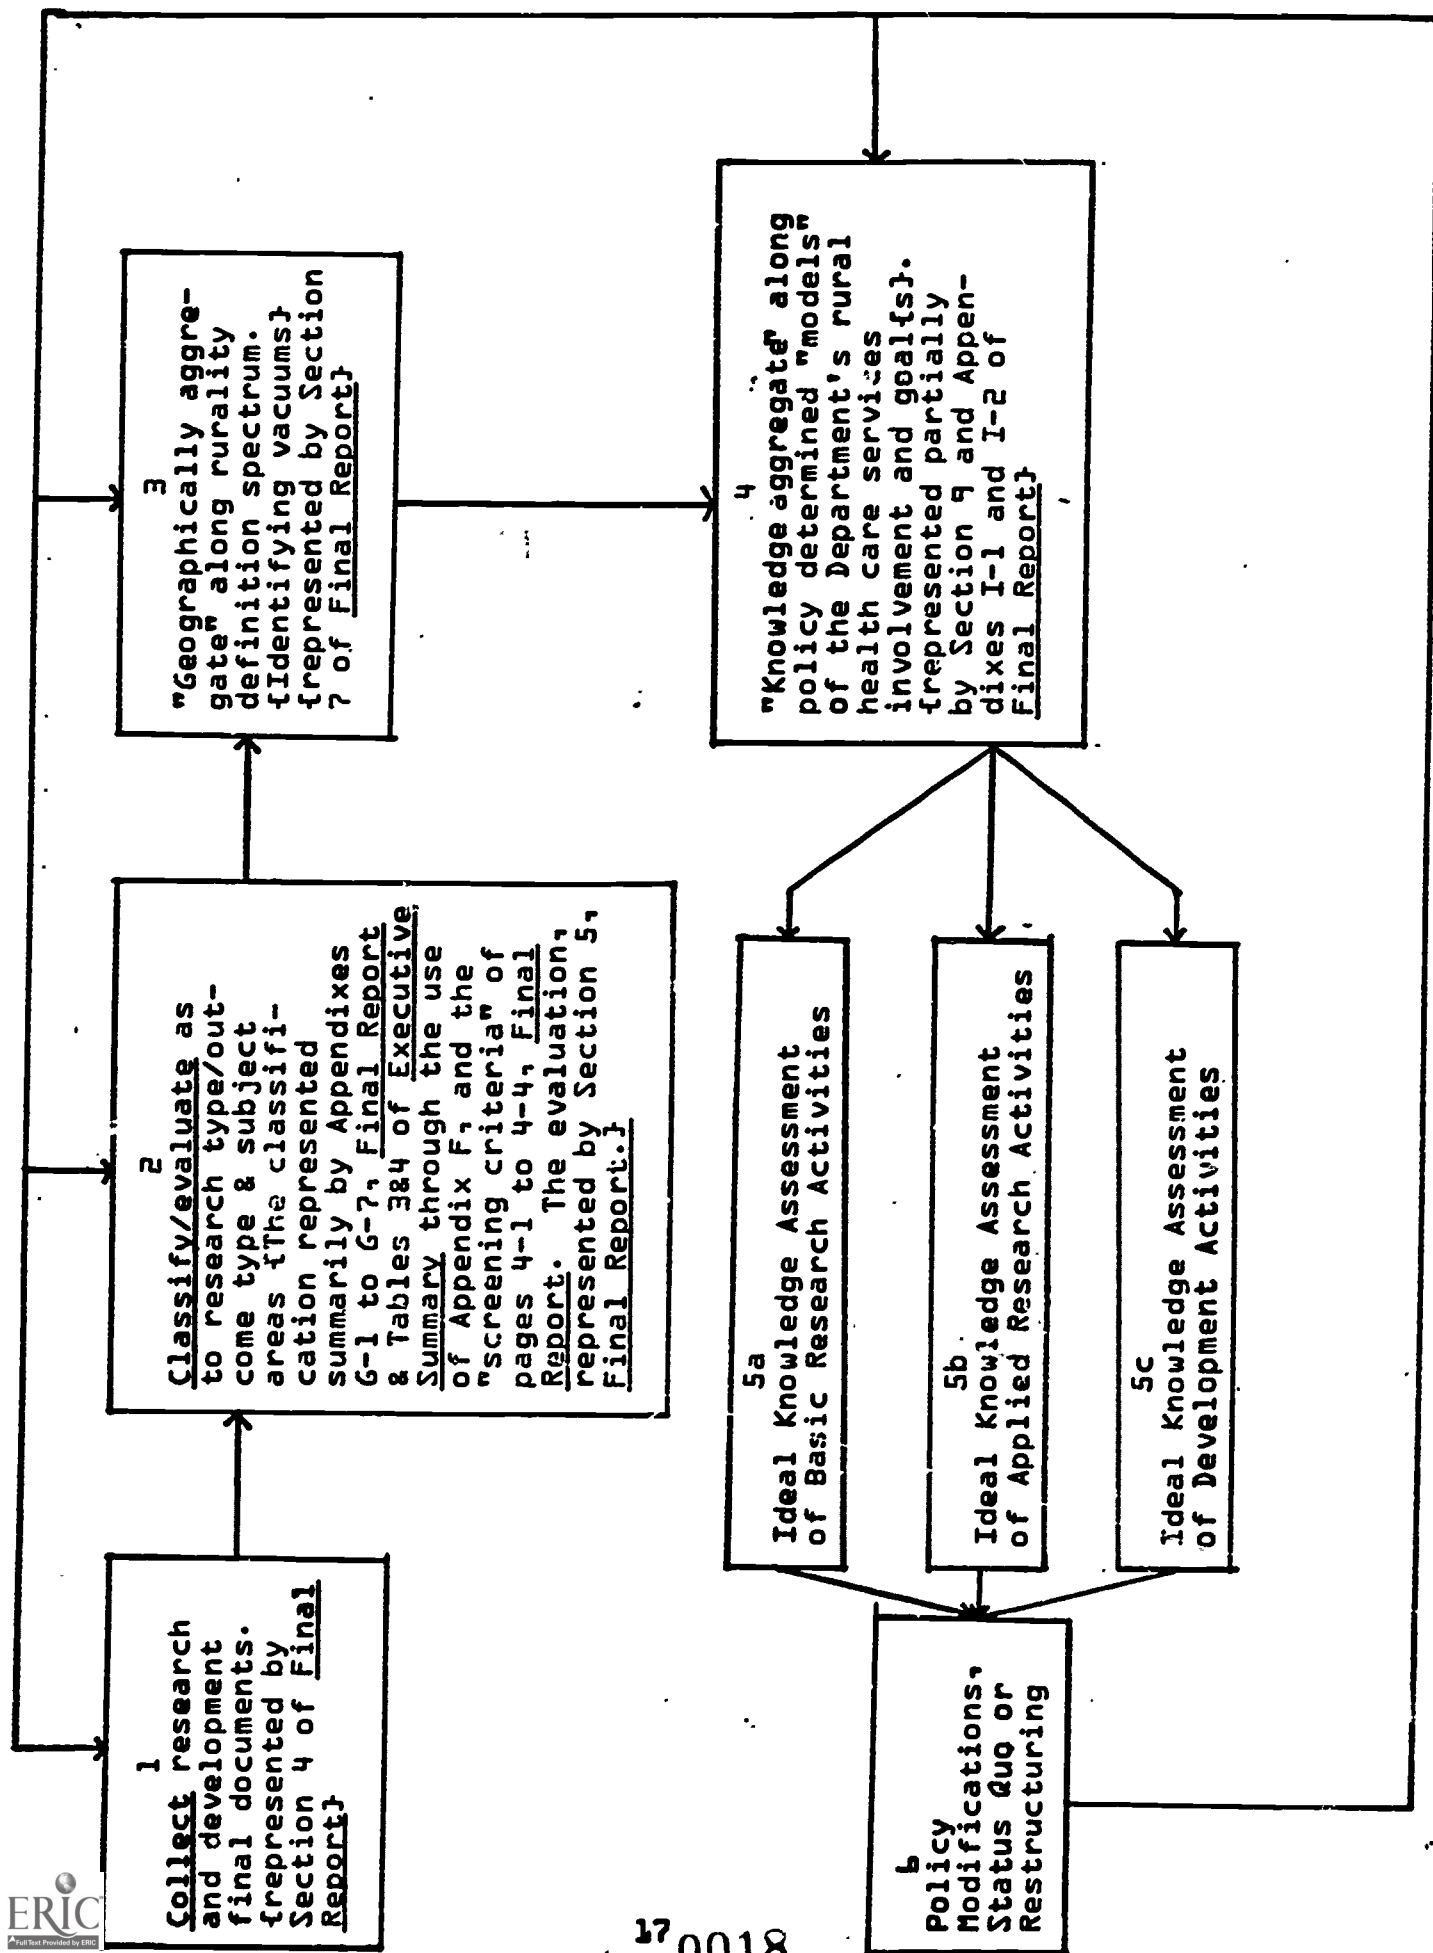 1
Collect research
and development
final documents.
{represented by
Section 4 of Final
Report}
2
Classify/evaluate as
to research type/out-
come type & subject
areas {The classifi-
cation represented
summarily by Appendixes
G-1 to G-7, Final Report
& Tables 3&4 of Executive
Summary through the use
of Appendix F, and the
"screening criteria" of
pages 4-1 to 4-4, Final
Report. The evaluation,
represented by Section 5,
Final Report.}
3
"Geographically aggre-
gate" along rurality
definition spectrum.
{Identifying vacuums}
{represented by Section
7 of Final Report}
4
"Knowledge aggregate" along
policy determined "models"
of the Department's rural
health care services
involvement and goal{s}.
{represented partially
by Section 9 and Appen-
dixes I-1 and I-2 of
Final Report}
5a
Ideal Knowledge Assessment
of Basic Research Activities
5b
Ideal Knowledge Assessment
of Applied Research Activities
5c
Ideal Knowledge Assessment
of Development Activities
6
Policy
Modifications,
Status Quo or
Restructuring
17
0018
ERIC
Full Text Provided by ERIC